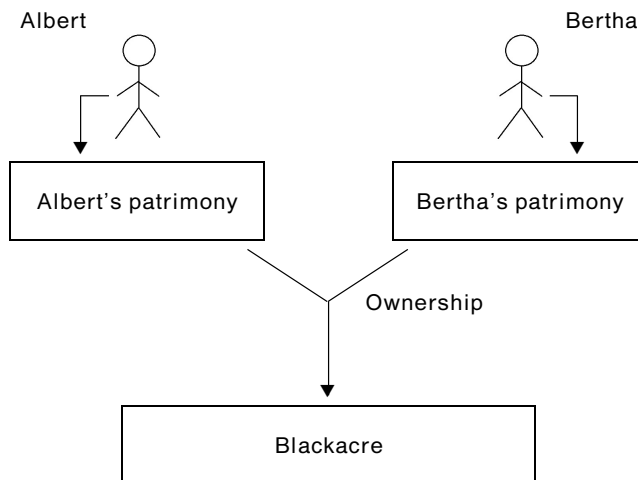 Albert
Bertha
Albert’s patrimony
Bertha’s patrimony
Ownership
Blackacre